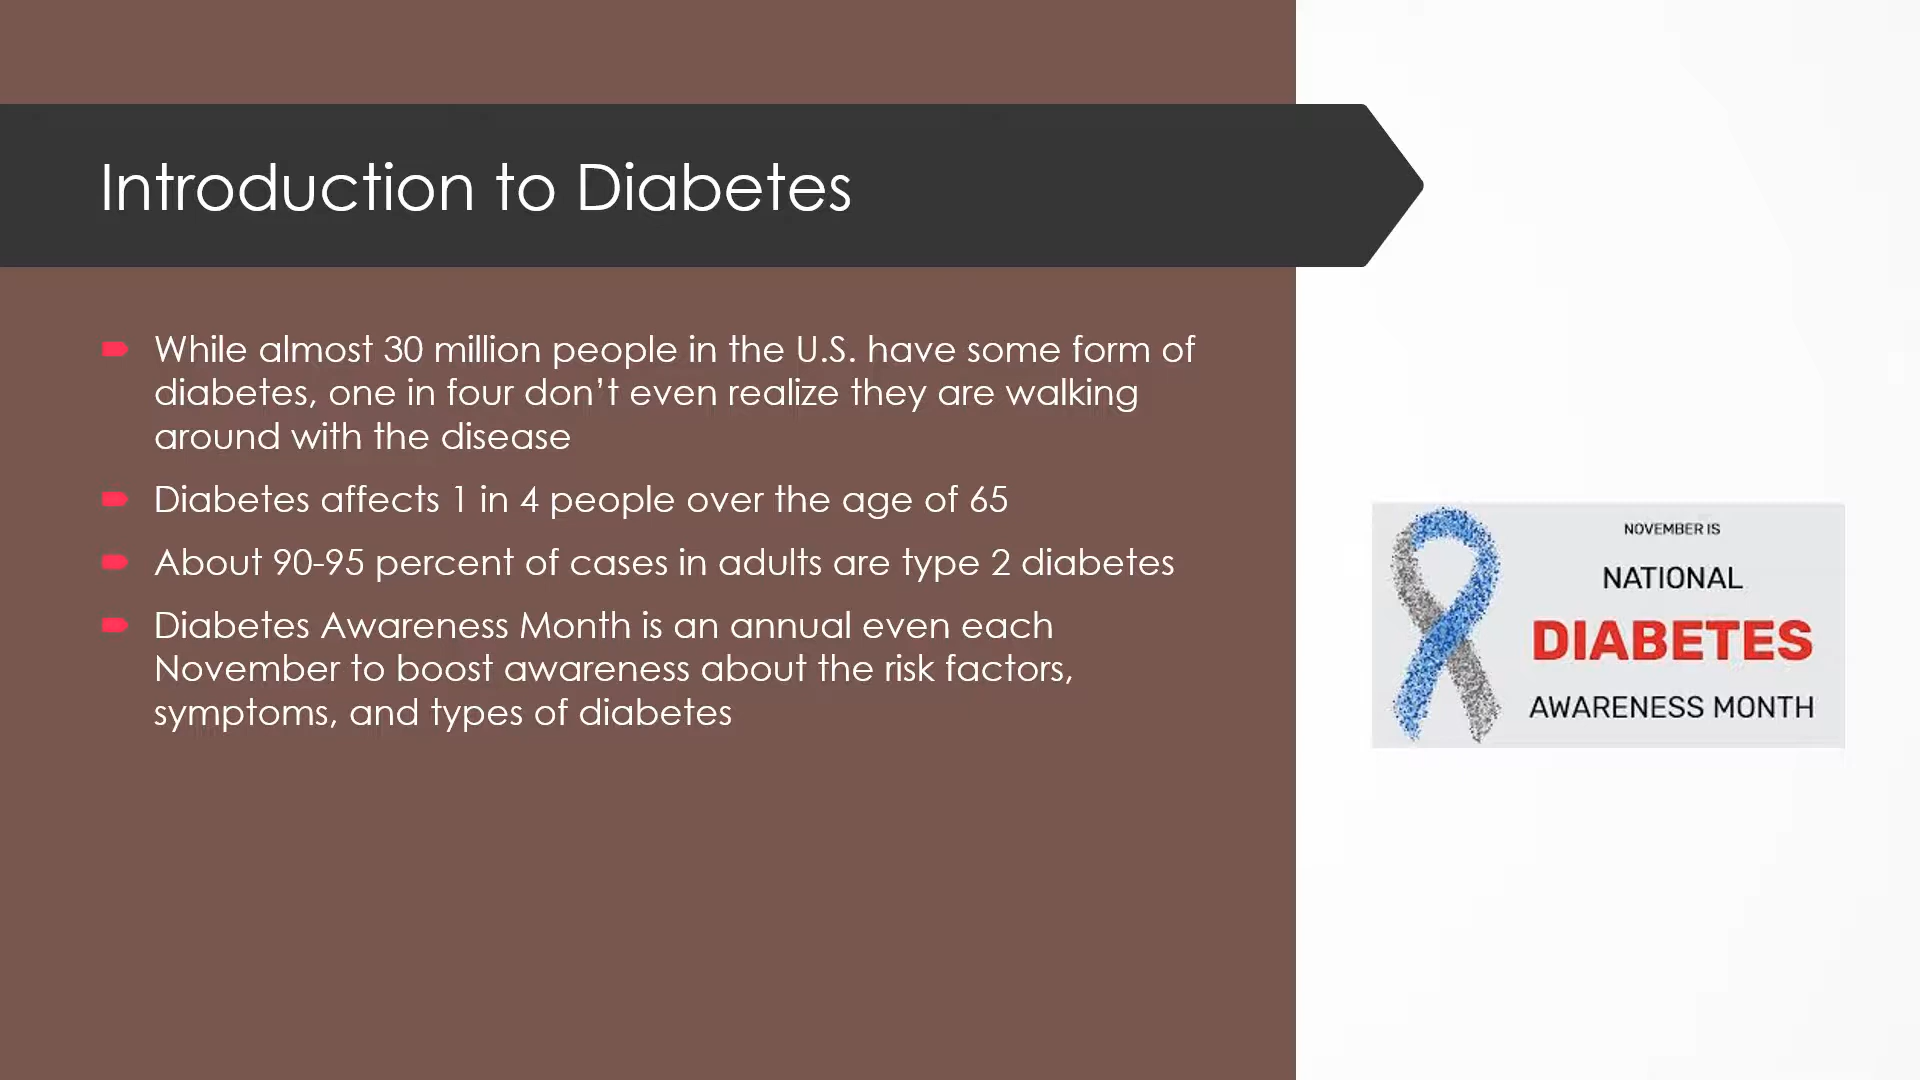 Introduction to Diabetes
While almost 30 million people in the U.S. have some form of
diabetes, one in four don’t even realize they are walking
around with the disease
Diabetes affects 1 in 4 people over the age of 65
About 90-95 percent of cases in adults are type 2 diabetes
Diabetes Awareness Month is an annual even each
November to boost awareness about the risk factors,
symptoms, and types of diabetes
NOVEMBER IS
NATIONAL
DIABETES
AWARENESS MONTH